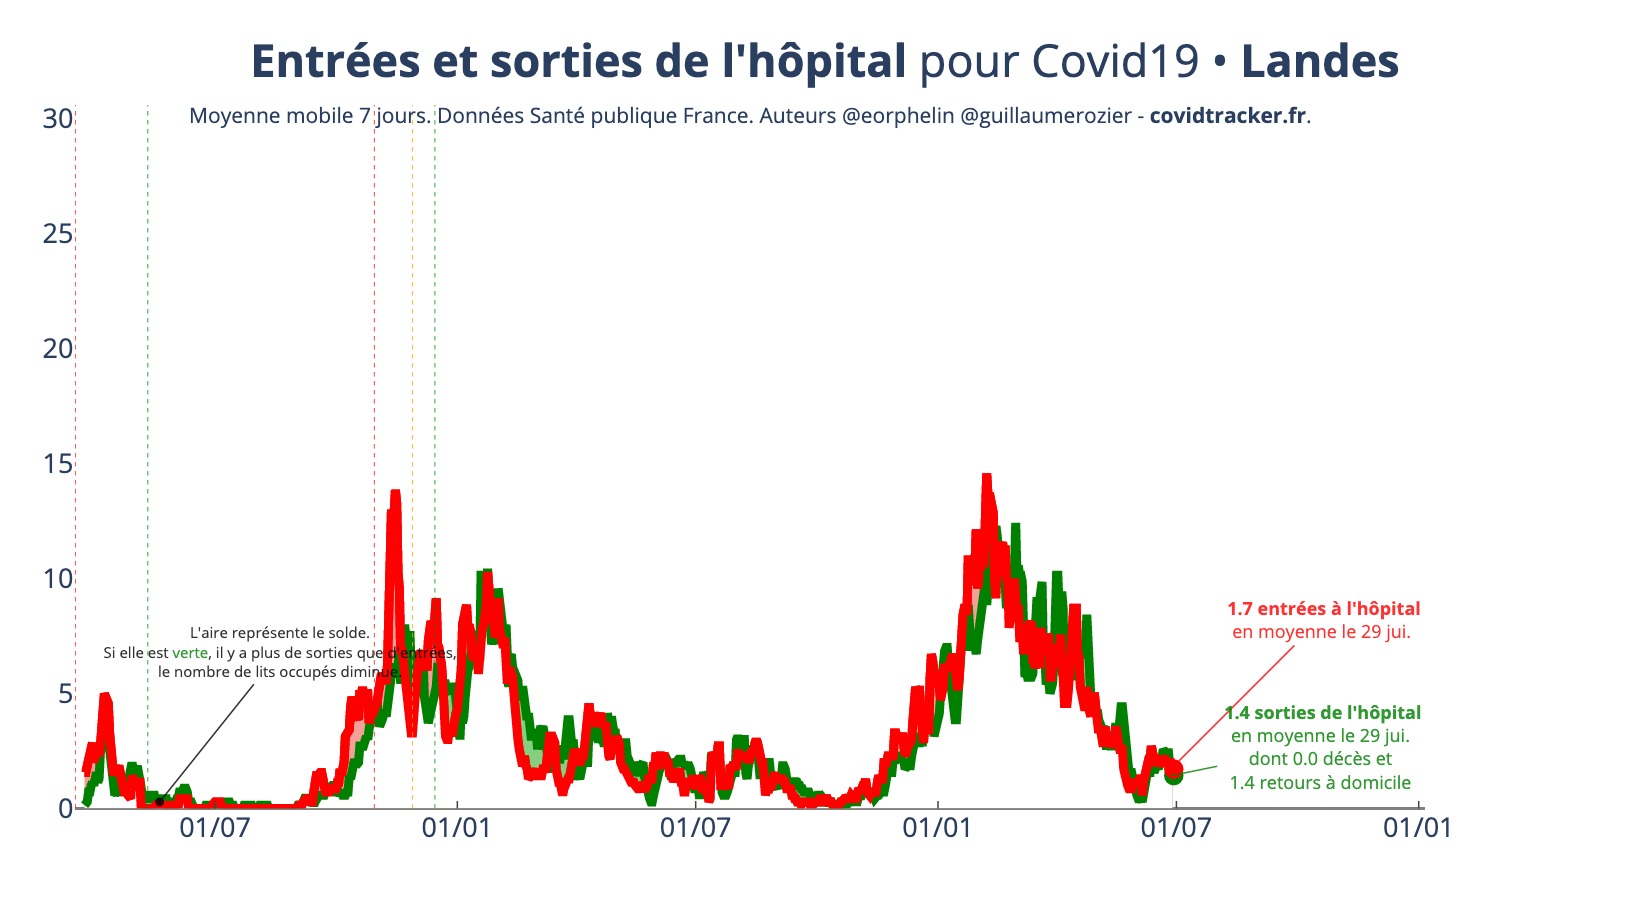 Entrées et sorties de l'hôpital pour Covid19 • Landes
Moyenne mobile 7 jours. Données Santé publique France. Auteurs @eorphelin @guillaumerozier - covidtracker.fr.
30
25
20
15
10
5
0
L'aire représente le solde.
Si elle est verte, il y a plus de sorties que d'entrées,
le nombre de lits occupés diminue.
1.7 entrées à l'hôpital
en moyenne le 29 jui.
1.4 sorties de l'hôpital
en moyenne le 29 jui.
dont 0.0 décès et
1.4 retours à domicile
01/07
01/01
01/07
01/01
01/07
01/01